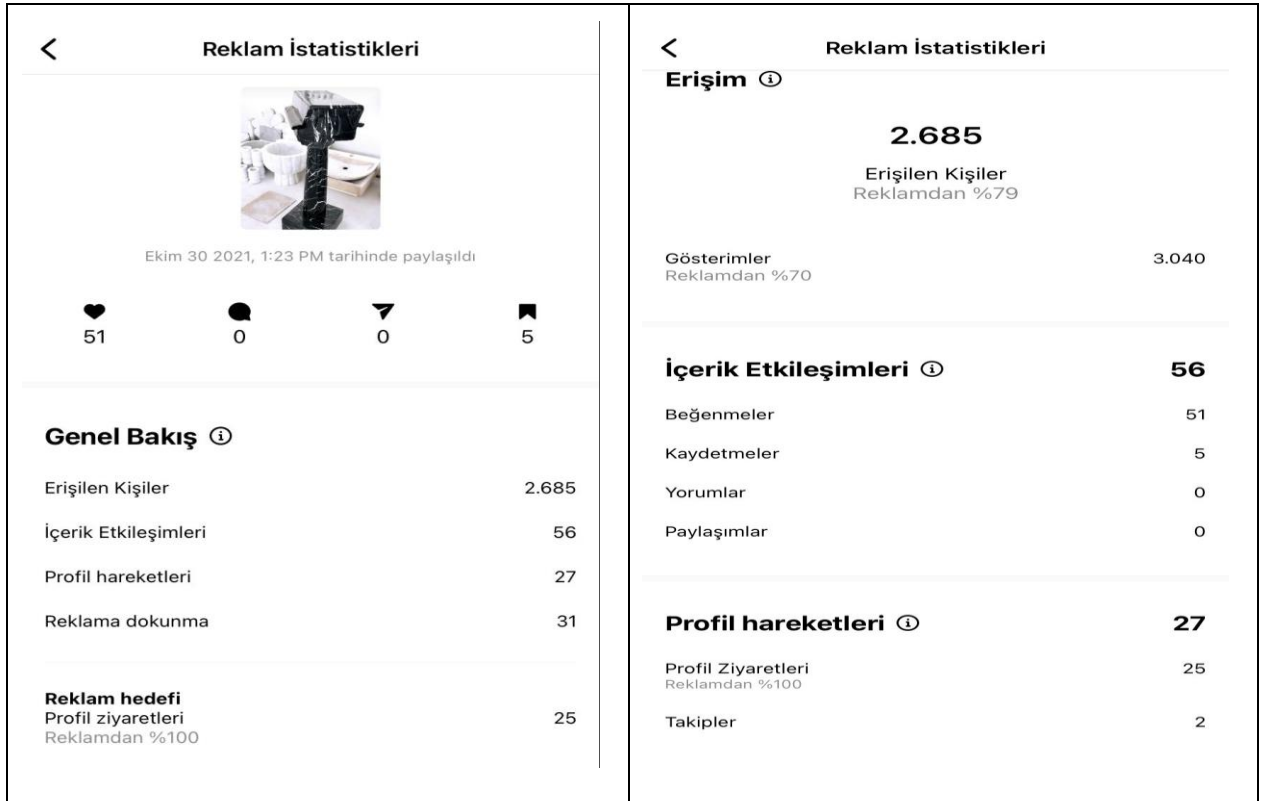 Reklam İstatistikleri
Ekim 30 2021, 1:23 PM tarihinde paylaşıldı
51 0 0 5
Genel Bakış
Erişilen Kişiler 2.685
İçerik Etkileşimleri 56
Profil hareketleri 27
Reklama dokunma 31
Reklam hedefi
Profil ziyaretleri 25
Reklamdan %100
Reklam İstatistikleri
Erişim
2.685
Erişilen Kişiler
Reklamdan %79
Gösterimler 3.040
Reklamdan %70
İçerik Etkileşimleri 56
Beğenmeler 51
Kaydetmeler 5
Yorumlar 0
Paylaşımlar 0
Profil hareketleri 27
Profil Ziyaretleri 25
Reklamdan %100
Takipler 2